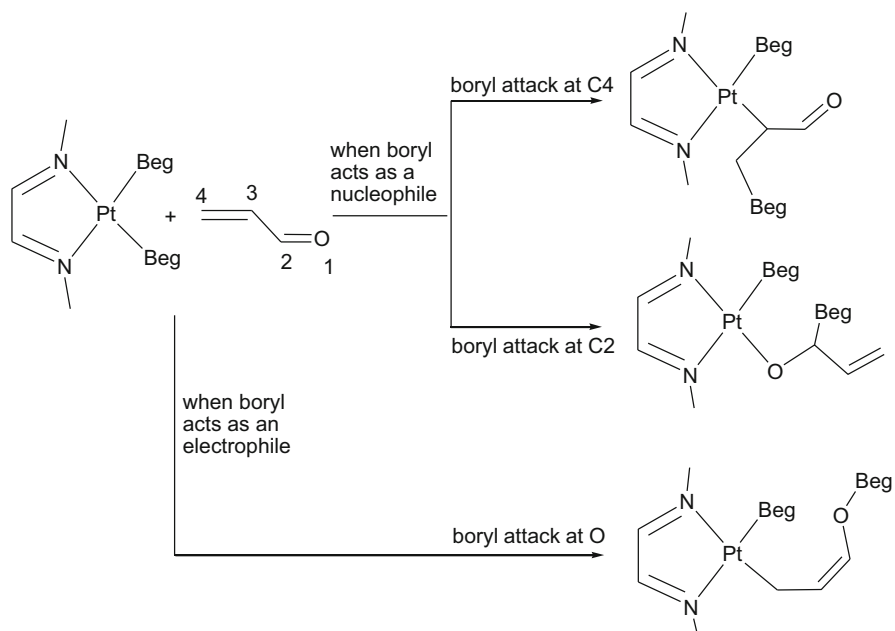 N
Beg
Pt
N
Beg
+
4
3
2
O
1
when boryl
acts as a
nucleophile
boryl attack at C4
N
Beg
Pt
O
N
Beg
boryl attack at C2
N
Beg
Pt
Beg
N
O
when boryl
acts as an
electrophile
boryl attack at O
N
Beg
Beg
O
Pt
N